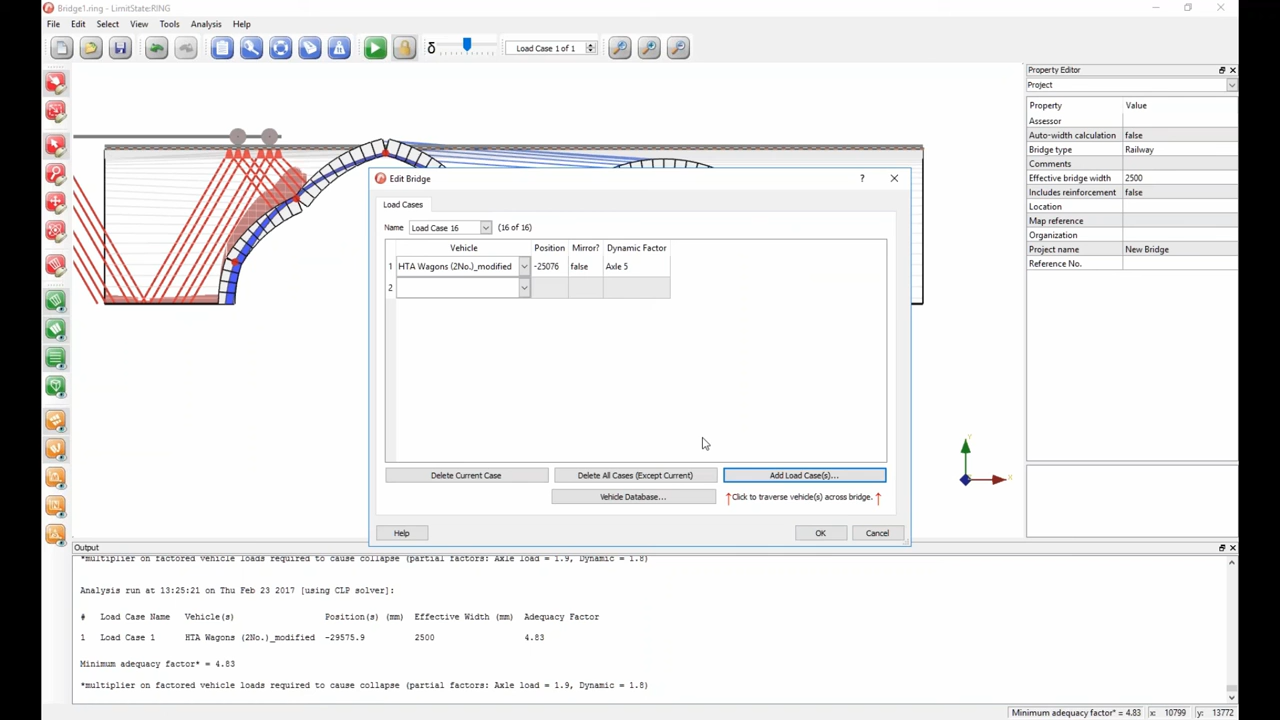 Bridge1.ring - LimitState:RING
File Edit Select View Tools Analysis Help
δ Load Case 1 of 1
Property Editor
Project
Property Value
Assessor
Auto-width calculation false
Bridge type Railway
Comments
Effective bridge width 2500
Includes reinforcement false
Location
Map reference
Organization
Project name New Bridge
Reference No.
Edit Bridge
?
Load Cases
Name Load Case 16 (16 of 16)
Vehicle Position Mirror? Dynamic Factor
1 HTA Wagons (2No.)_modified -25076 false Axle 5
2
Delete Current Case Delete All Cases (Except Current) Add Load Case(s)...
Vehicle Database... ↑Click to traverse vehicle(s) across bridge.↑
Help OK Cancel
Y
X
Output
*multiplier on factored vehicle loads required to cause collapse (partial factors: Axle load = 1.9, Dynamic = 1.8)
Analysis run at 13:25:21 on Thu Feb 23 2017 [using CLP solver]:
# Load Case Name Vehicle(s) Position(s) (mm) Effective Width (mm) Adequacy Factor
1 Load Case 1 HTA Wagons (2No.)_modified -29575.9 2500 4.83
Minimum adequacy factor* = 4.83
*multiplier on factored vehicle loads required to cause collapse (partial factors: Axle load = 1.9, Dynamic = 1.8)
Minimum adequacy factor* = 4.83 x: 10799 y: 13772